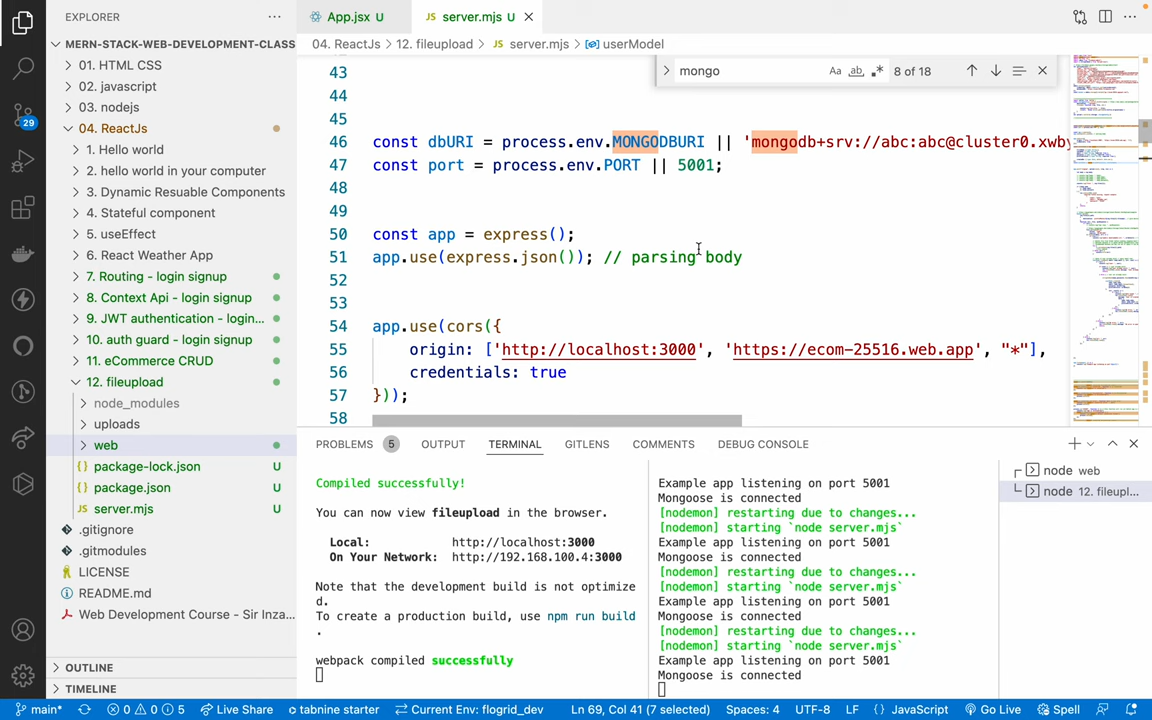 EXPLORER
App.jsx U
server.mjs U
MERN-STACK-WEB-DEVELOPMENT-CLASS
01. HTML CSS
02. javascript
03. nodejs
04. ReactJs
1. Hello world
2. hello world in your computer
3. Dynamic Resuable Components
4. Stateful component
5. useEffect
6. React Weather App
7. Routing - login signup
8. Context Api - login signup
9. JWT authentication - login...
10. auth guard - login signup
11. eCommerce CRUD
12. fileupload
node_modules
uploads
web
package-lock.json U
package.json U
server.mjs U
.gitignore
.gitmodules
LICENSE
README.md
Web Development Course - Sir Inza...
OUTLINE
TIMELINE
29
04. ReactJs > 12. fileupload > server.mjs > userModel
mongo Aa ab 8 of 18
43
44
45
46 const dbURI = process.env.MONGODBURI || 'mongodb+srv://abc:abc@cluster0.xwby
47 const port = process.env.PORT || 5001;
48
49
50 const app = express();
51 app.use(express.json()); // parsing body
52
53
54 app.use(cors({
55 origin: ['http://localhost:3000', 'https://ecom-25516.web.app', "*"],
56 credentials: true
57 }));
58
PROBLEMS 5 OUTPUT TERMINAL GITLENS COMMENTS DEBUG CONSOLE
Compiled successfully!
You can now view fileupload in the browser.
Local: http://localhost:3000
On Your Network: http://192.168.100.4:3000
Note that the development build is not optimize
d.
To create a production build, use npm run build
.
webpack compiled successfully
Example app listening on port 5001
Mongoose is connected
[nodemon] restarting due to changes...
[nodemon] starting `node server.mjs`
Example app listening on port 5001
Mongoose is connected
[nodemon] restarting due to changes...
[nodemon] starting `node server.mjs`
Example app listening on port 5001
Mongoose is connected
[nodemon] restarting due to changes...
[nodemon] starting `node server.mjs`
Example app listening on port 5001
Mongoose is connected
node web
node 12. fileupl...
main* 0 0 5 Live Share tabnine starter Current Env: flogrid_dev Ln 69, Col 41 (7 selected) Spaces: 4 UTF-8 LF {} JavaScript Go Live Spell